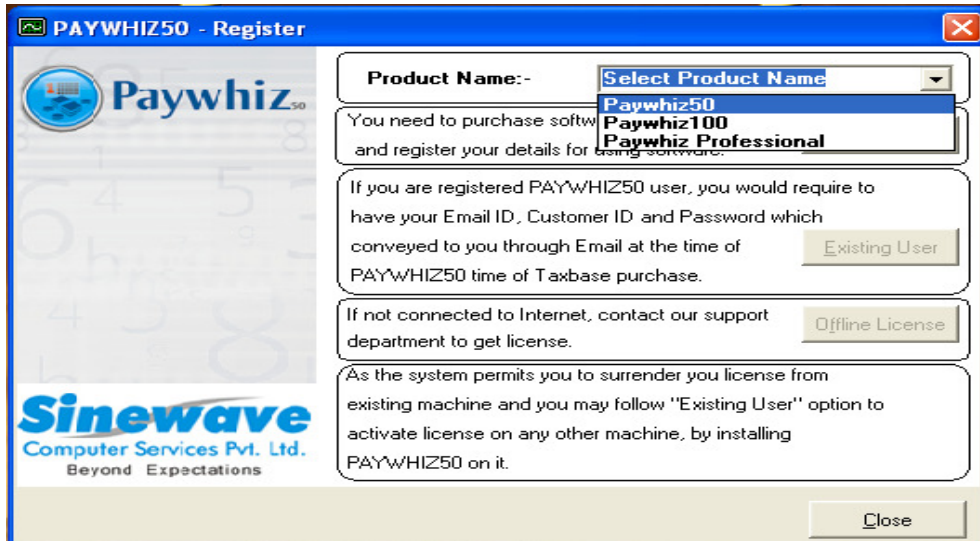 PAYWHIZ50 - Register
Paywhiz50
Product Name:-
Select Product Name
Paywhiz50
Paywhiz100
Paywhiz Professional
You need to purchase softw
and register your details for using software.
If you are registered PAYWHIZ50 user, you would require to
have your Email ID, Customer ID and Password which
conveyed to you through Email at the time of
PAYWHIZ50 time of Taxbase purchase.
Existing User
If not connected to Internet, contact our support
department to get license.
Offline License
As the system permits you to surrender you license from
existing machine and you may follow "Existing User" option to
activate license on any other machine, by installing
PAYWHIZ50 on it.
Sinewave
Computer Services Pvt. Ltd.
Beyond Expectations
Close